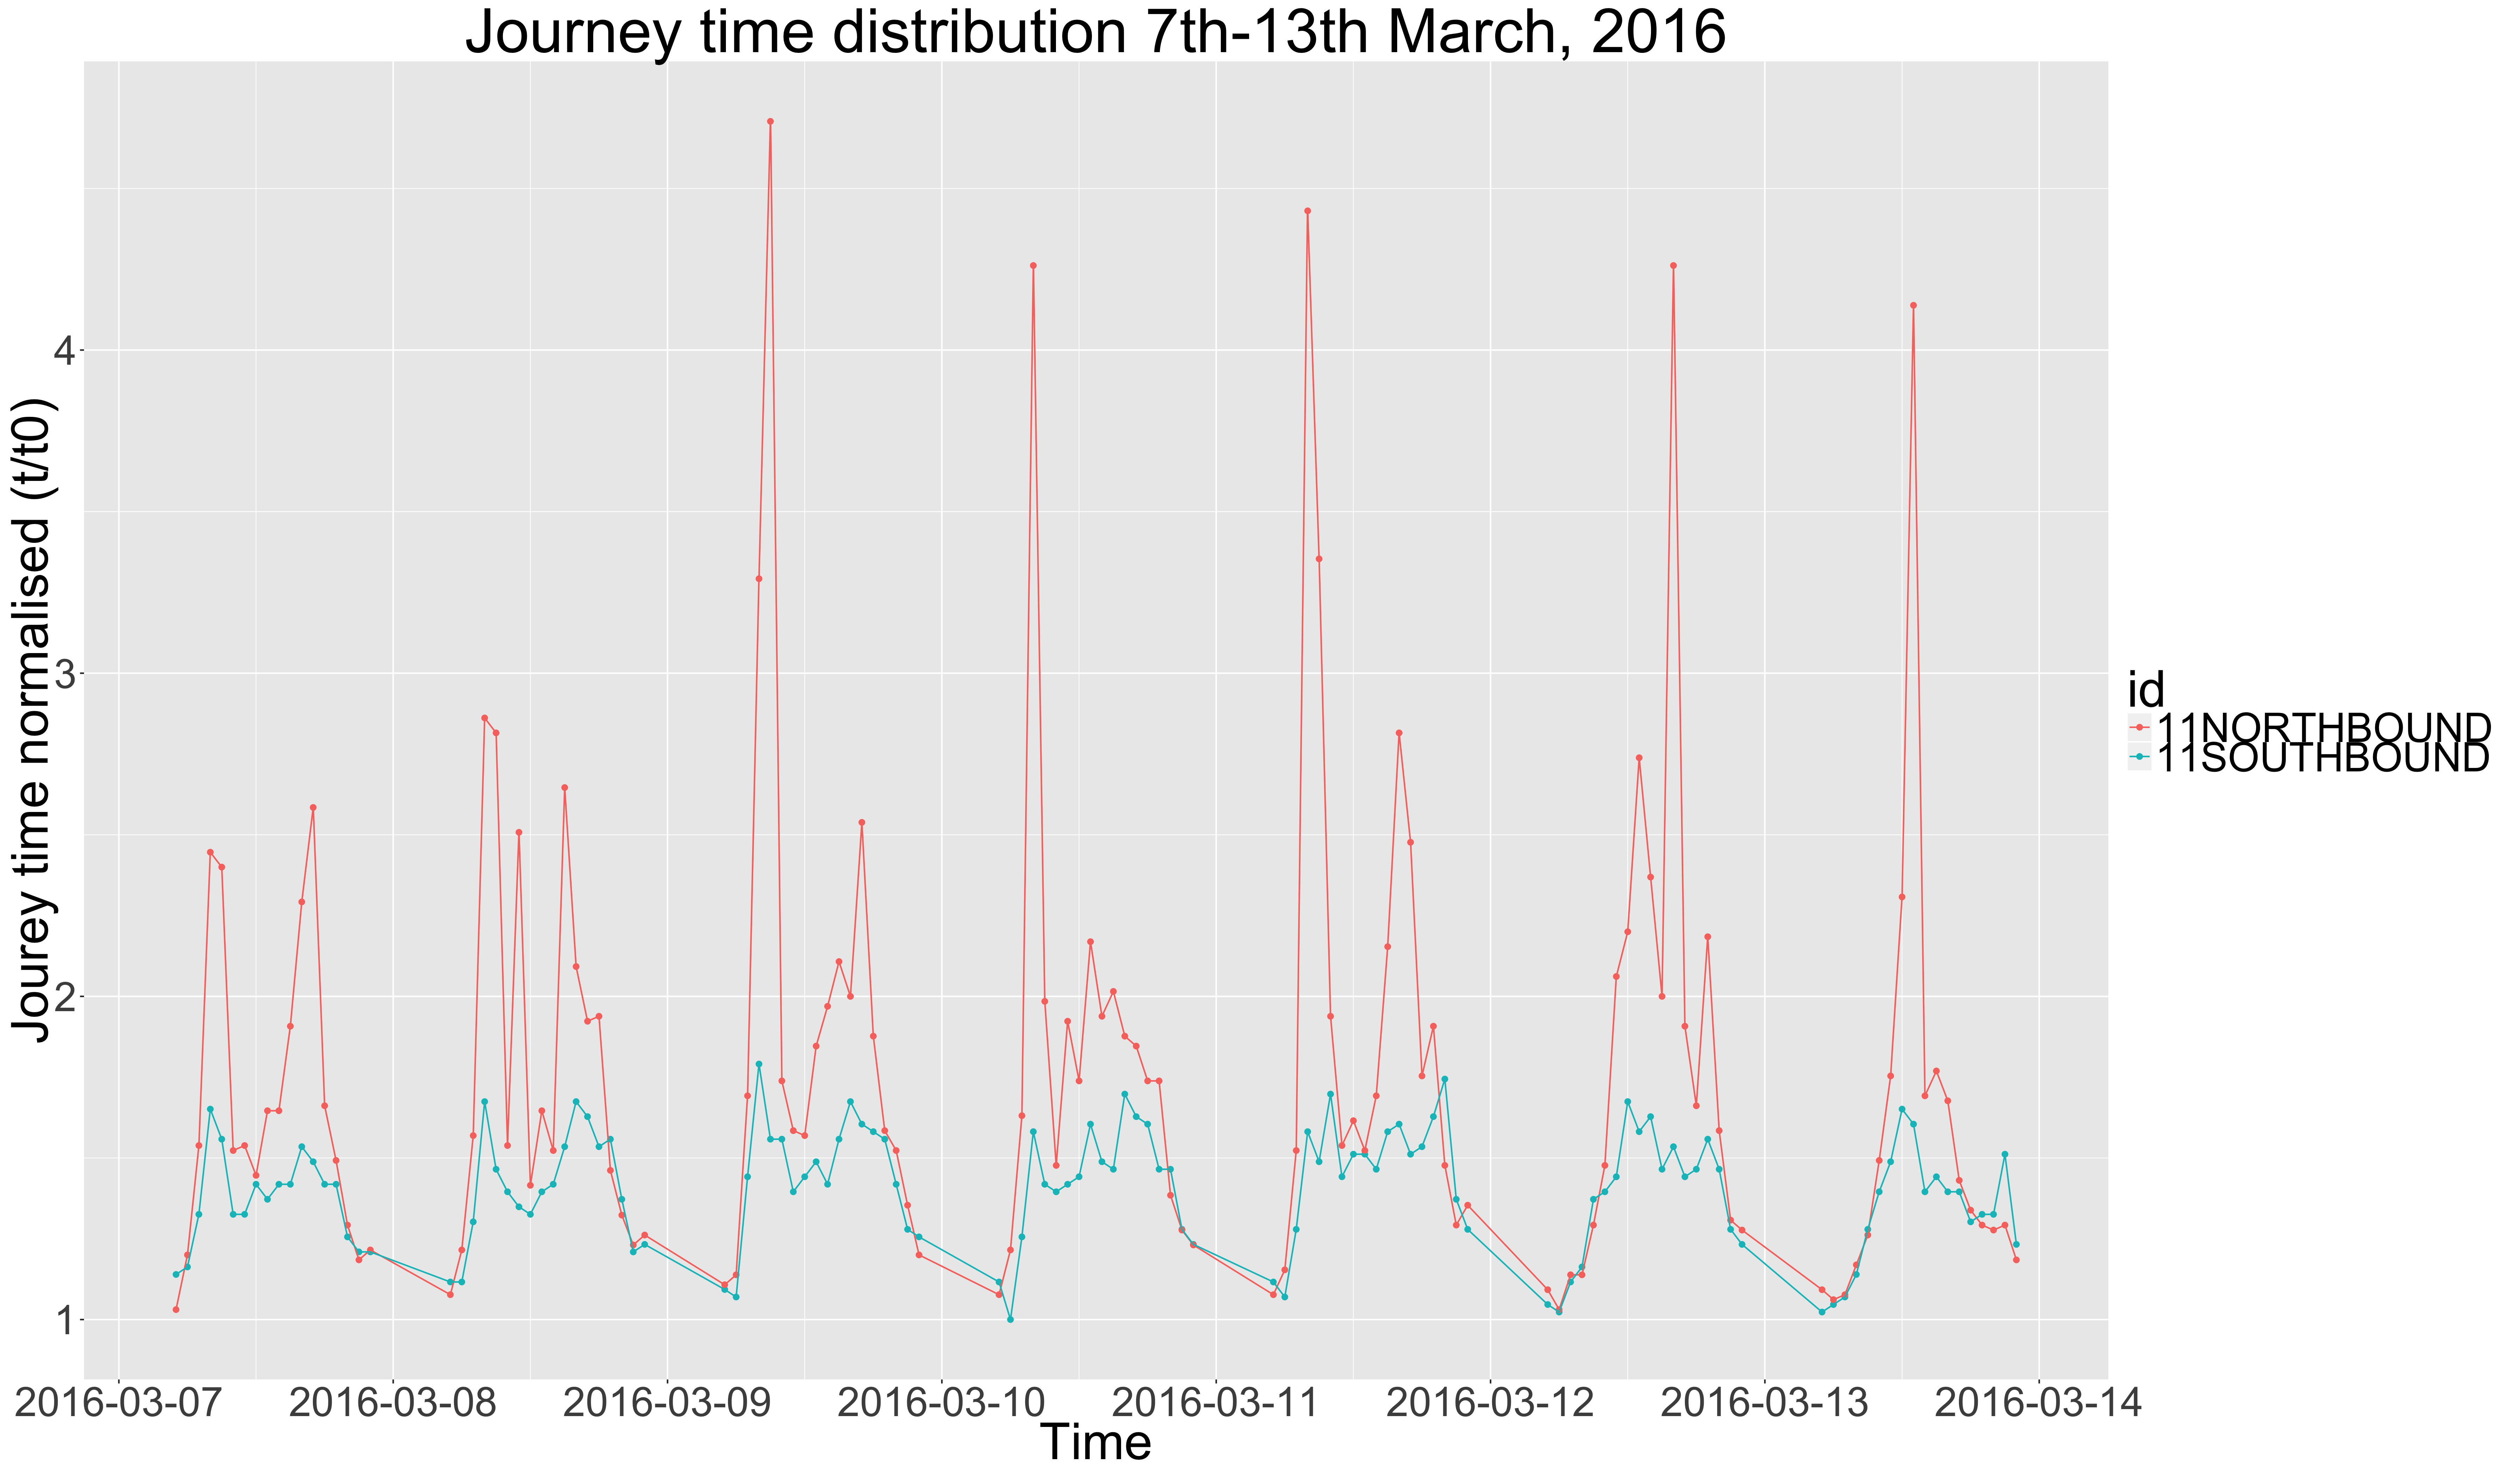 Journey time distribution 7th-13th March, 2016
Jourey time normalised (t/t0)
4
3
2
1
2016-03-07 2016-03-08 2016-03-09 2016-03-10 2016-03-11 2016-03-12 2016-03-13 2016-03-14
Time
id
11NORTHBOUND
11SOUTHBOUND